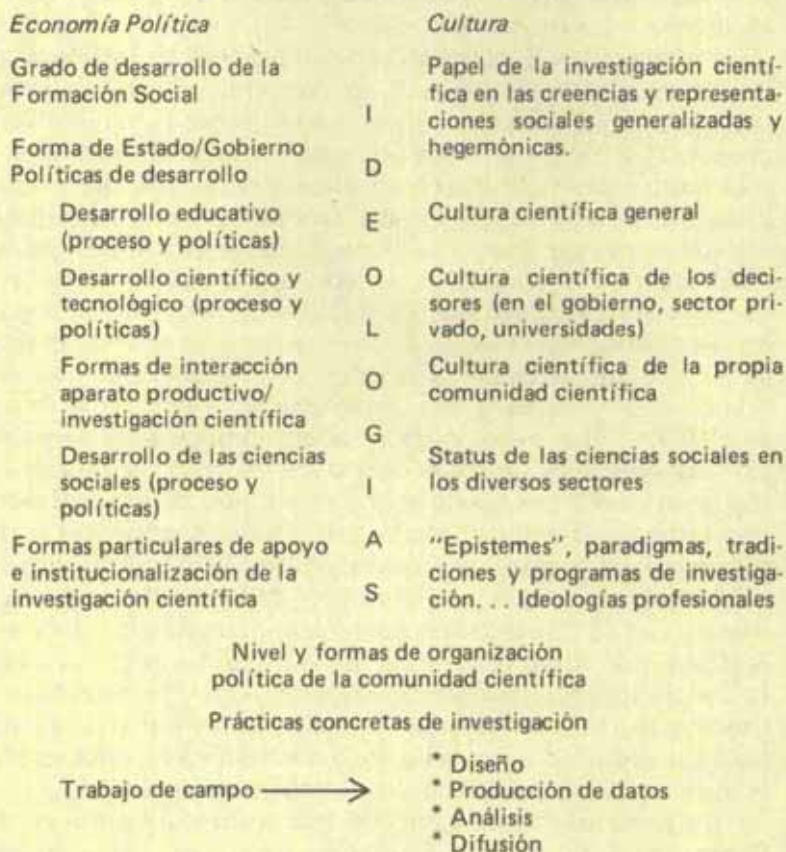 Economía Política
Grado de desarrollo de la
Formación Social
Forma de Estado/Gobierno
Políticas de desarrollo
Desarrollo educativo
(proceso y políticas)
Desarrollo científico y
tecnológico (proceso y
políticas)
Formas de interacción
aparato productivo/
investigación científica
Desarrollo de las ciencias
sociales (proceso y
políticas)
Formas particulares de apoyo
e institucionalización de la
investigación científica
I
D
E
O
L
O
G
I
A
S
Cultura
Papel de la investigación cientí-
fica en las creencias y representa-
ciones sociales generalizadas y
hegemónicas.
Cultura científica general
Cultura científica de los deci-
sores (en el gobierno, sector pri-
vado, universidades)
Cultura científica de la propia
comunidad científica
Status de las ciencias sociales en
los diversos sectores
"Epistemes", paradigmas, tradi-
ciones y programas de investiga-
ción. . . Ideologías profesionales
Nivel y formas de organización
política de la comunidad científica
Prácticas concretas de investigación
Trabajo de campo ⟶
* Diseño
* Producción de datos
* Análisis
* Difusión